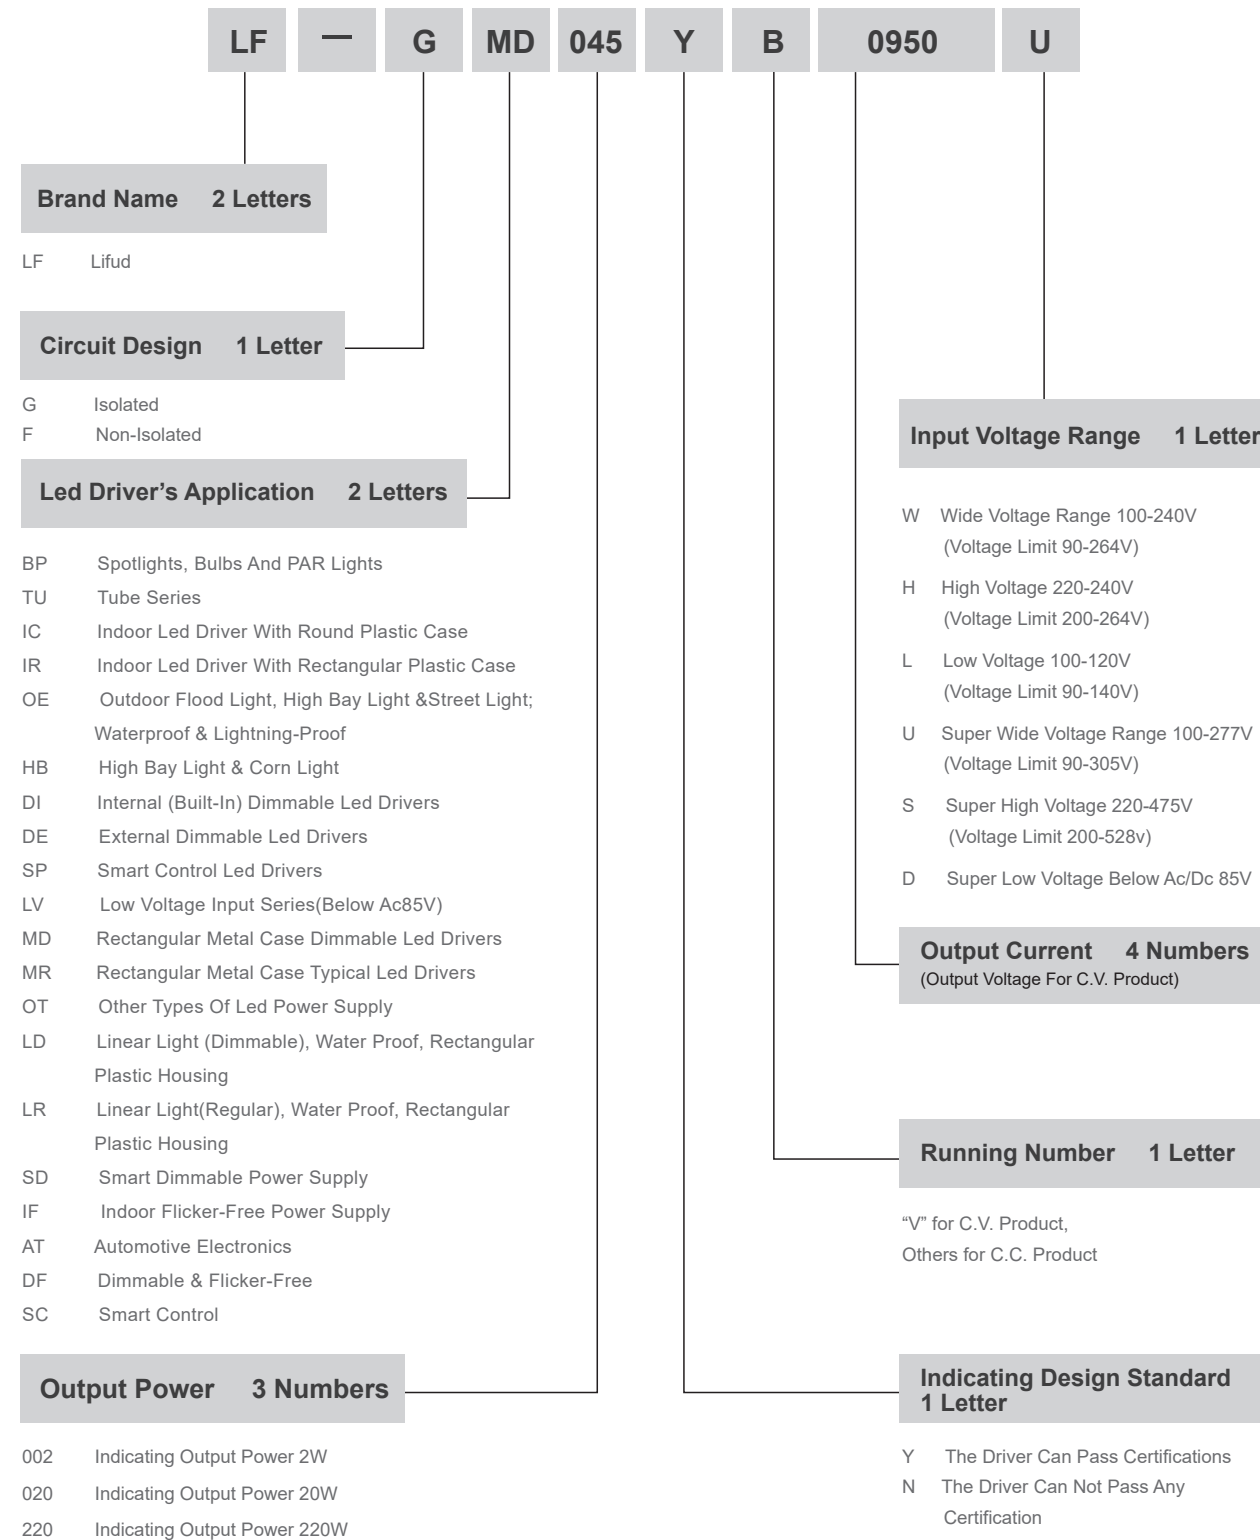 LF — G MD 045 Y B 0950 U
Brand Name 2 Letters
LF Lifud
Circuit Design 1 Letter
G Isolated
F Non-Isolated
Led Driver’s Application 2 Letters
BP Spotlights, Bulbs And PAR Lights
TU Tube Series
IC Indoor Led Driver With Round Plastic Case
IR Indoor Led Driver With Rectangular Plastic Case
OE Outdoor Flood Light, High Bay Light &Street Light;
Waterproof & Lightning-Proof
HB High Bay Light & Corn Light
DI Internal (Built-In) Dimmable Led Drivers
DE External Dimmable Led Drivers
SP Smart Control Led Drivers
LV Low Voltage Input Series(Below Ac85V)
MD Rectangular Metal Case Dimmable Led Drivers
MR Rectangular Metal Case Typical Led Drivers
OT Other Types Of Led Power Supply
LD Linear Light (Dimmable), Water Proof, Rectangular
Plastic Housing
LR Linear Light(Regular), Water Proof, Rectangular
Plastic Housing
SD Smart Dimmable Power Supply
IF Indoor Flicker-Free Power Supply
AT Automotive Electronics
DF Dimmable & Flicker-Free
SC Smart Control
Output Power 3 Numbers
002 Indicating Output Power 2W
020 Indicating Output Power 20W
220 Indicating Output Power 220W
Input Voltage Range 1 Letter
W Wide Voltage Range 100-240V
(Voltage Limit 90-264V)
H High Voltage 220-240V
(Voltage Limit 200-264V)
L Low Voltage 100-120V
(Voltage Limit 90-140V)
U Super Wide Voltage Range 100-277V
(Voltage Limit 90-305V)
S Super High Voltage 220-475V
(Voltage Limit 200-528v)
D Super Low Voltage Below Ac/Dc 85V
Output Current 4 Numbers
(Output Voltage For C.V. Product)
Running Number 1 Letter
“V” for C.V. Product,
Others for C.C. Product
Indicating Design Standard
1 Letter
Y The Driver Can Pass Certifications
N The Driver Can Not Pass Any
Certification